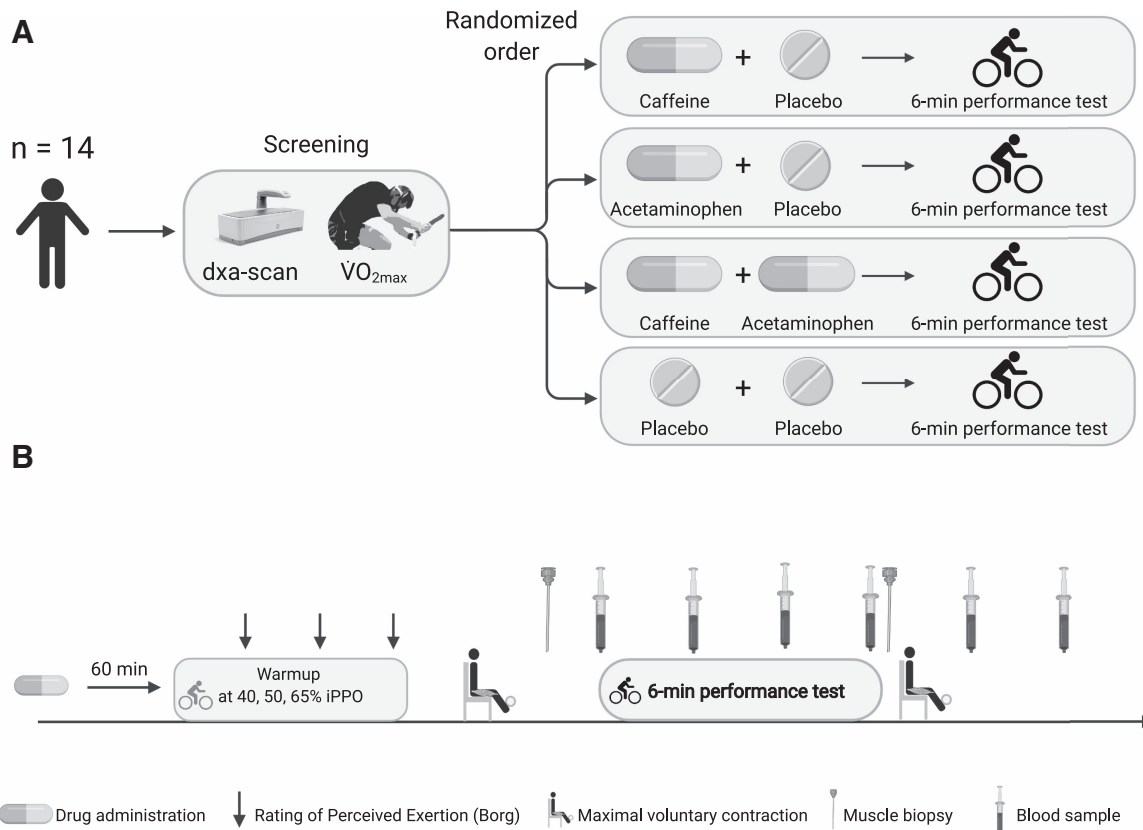 A
Randomized
order
n = 14
Screening
dxa-scan
V̇O2max
Caffeine + Placebo 6-min performance test
Acetaminophen + Placebo 6-min performance test
Caffeine + Acetaminophen 6-min performance test
Placebo + Placebo 6-min performance test
B
60 min
Warmup
at 40, 50, 65% iPPO
6-min performance test
Drug administration
Rating of Perceived Exertion (Borg)
Maximal voluntary contraction
Muscle biopsy
Blood sample